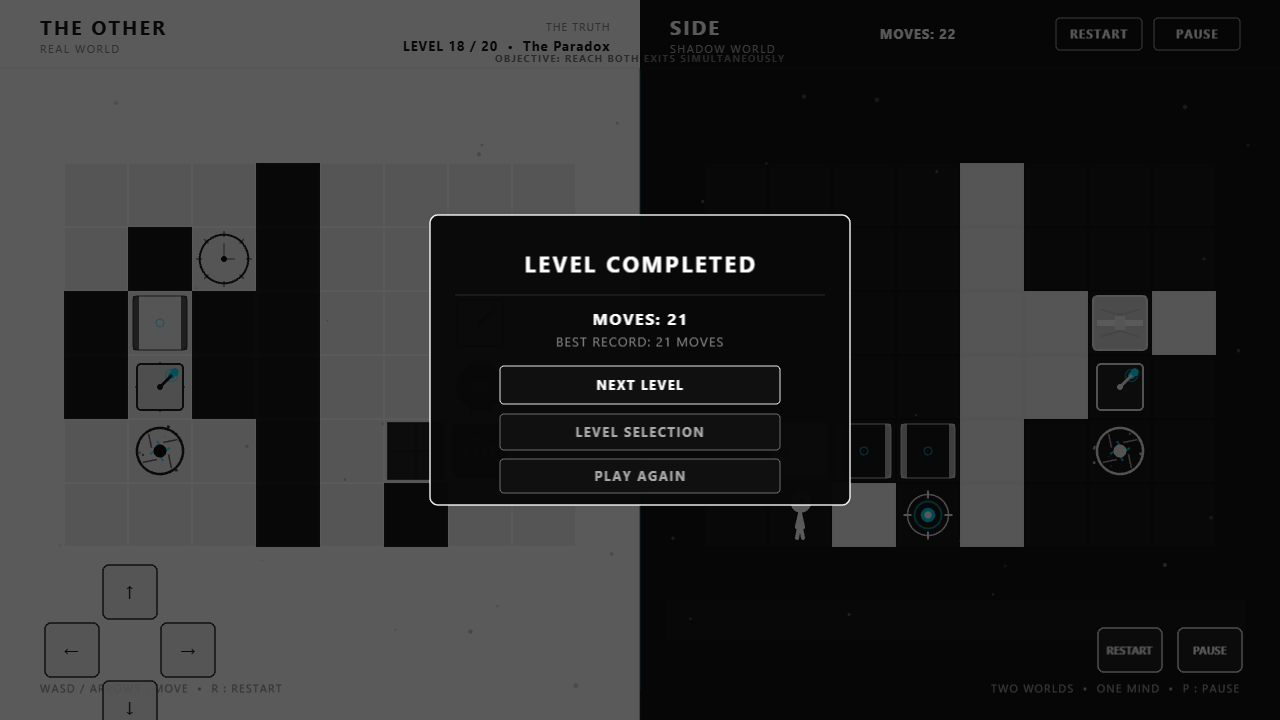 THE OTHER
REAL WORLD
THE TRUTH
LEVEL 18 / 20 • The Paradox
SIDE
SHADOW WORLD
OBJECTIVE: REACH BOTH EXITS SIMULTANEOUSLY
MOVES: 22
RESTART
PAUSE
LEVEL COMPLETED
MOVES: 21
BEST RECORD: 21 MOVES
NEXT LEVEL
LEVEL SELECTION
PLAY AGAIN
↑
← →
↓
WASD / MOVE • R : RESTART
RESTART
PAUSE
TWO WORLDS • ONE MIND • P : PAUSE